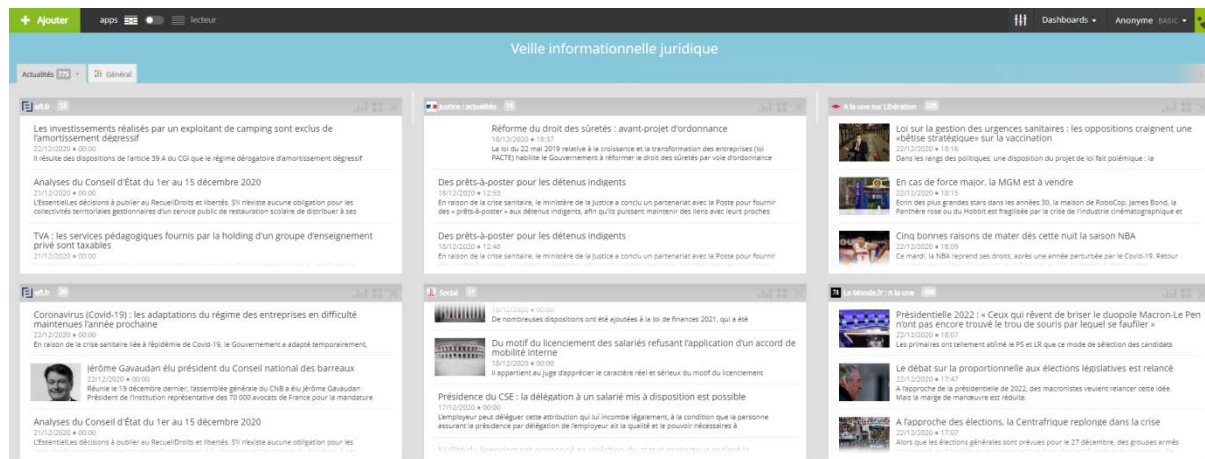 + Ajouter
apps
lecteur
Dashboards
Anonyme BASIC
Veille informationnelle juridique
Actualités 775
Général
efl.fr
Les investissements réalisés par un exploitant de camping sont exclus de
l'amortissement dégressif
22/12/2020 • 00:00
Il résulte des dispositions de l'article 39 A du CGI que le régime dérogatoire d'amortissement dégressif
Analyses du Conseil d'État du 1er au 15 décembre 2020
21/12/2020 • 00:00
L'EssentielLes décisions à publier au RecueilDroits et libertés. S'il n'existe aucune obligation pour les
collectivités territoriales gestionnaires d'un service public de restauration scolaire de distribuer à ses
TVA : les services pédagogiques fournis par la holding d'un groupe d'enseignement
privé sont taxables
21/12/2020 • 00:00
Justice : actualités
Réforme du droit des sûretés : avant-projet d'ordonnance
18/12/2020 • 18:37
La loi du 22 mai 2019 relative à la croissance et la transformation des entreprises (loi
PACTE) habilite le Gouvernement à réformer le droit des sûretés par voie d'ordonnance
Des prêts-à-poster pour les détenus indigents
18/12/2020 • 12:53
En raison de la crise sanitaire, le ministère de la Justice a conclu un partenariat avec la Poste pour fournir
des « prêts-à-poster » aux détenus indigents, afin qu'ils puissent maintenir des liens avec leurs proches
Des prêts-à-poster pour les détenus indigents
18/12/2020 • 12:48
En raison de la crise sanitaire, le ministère de la Justice a conclu un partenariat avec la Poste pour fournir
A la une sur Libération
Loi sur la gestion des urgences sanitaires : les oppositions craignent une
«bêtise stratégique» sur la vaccination
22/12/2020 • 18:16
Dans les rangs des politiques, une disposition du projet de loi fait polémique : la
En cas de force major, la MGM est à vendre
22/12/2020 • 18:15
Ecrin des plus grandes stars dans les années 30, la maison de RoboCop, James Bond, la
Panthère rose ou du Hobbit est fragilisée par la crise de l'industrie cinématographique et
Cinq bonnes raisons de mater dès cette nuit la saison NBA
22/12/2020 • 18:09
Ce mardi, la NBA reprend ses droits, après une année perturbée par le Covid-19. Retour
efl.fr
Coronavirus (Covid-19) : les adaptations du régime des entreprises en difficulté
maintenues l'année prochaine
22/12/2020 • 00:00
En raison de la crise sanitaire liée à l'épidémie de Covid-19, le Gouvernement a adapté temporairement,
Jérôme Gavaudan élu président du Conseil national des barreaux
22/12/2020 • 00:00
Réunie le 19 décembre dernier, l'assemblée générale du CNB a élu Jérôme Gavaudan
Président de l'institution représentative des 70 000 avocats de France pour la mandature
Analyses du Conseil d'État du 1er au 15 décembre 2020
21/12/2020 • 00:00
L'EssentielLes décisions à publier au RecueilDroits et libertés. S'il n'existe aucune obligation pour les
Social
18/12/2020 • 00:00
De nombreuses dispositions ont été ajoutées à la loi de finances 2021, qui a été
Du motif du licenciement des salariés refusant l'application d'un accord de
mobilité interne
18/12/2020 • 00:00
Il appartient au juge d'apprécier le caractère réel et sérieux du motif du licenciement
Présidence du CSE : la délégation à un salarié mis à disposition est possible
17/12/2020 • 00:00
L'employeur peut déléguer cette attribution qui lui incombe légalement, à la condition que la personne
assurant la présidence par délégation de l'employeur ait la qualité et le pouvoir nécessaires à
Le Monde.fr : A la une
Présidentielle 2022 : « Ceux qui rêvent de briser le duopole Macron-Le Pen
n'ont pas encore trouvé le trou de souris par lequel se faufiler »
22/12/2020 • 18:07
Les primaires ont tellement abîmé le PS et LR que ce mode de sélection des candidats
Le débat sur la proportionnelle aux élections législatives est relancé
22/12/2020 • 17:47
A l'approche de la présidentielle de 2022, des macronistes veulent relancer cette idée.
Mais la marge de manœuvre est réduite.
A l'approche des élections, la Centrafrique replonge dans la crise
22/12/2020 • 17:07
Alors que les élections générales sont prévues pour le 27 décembre, des groupes armés